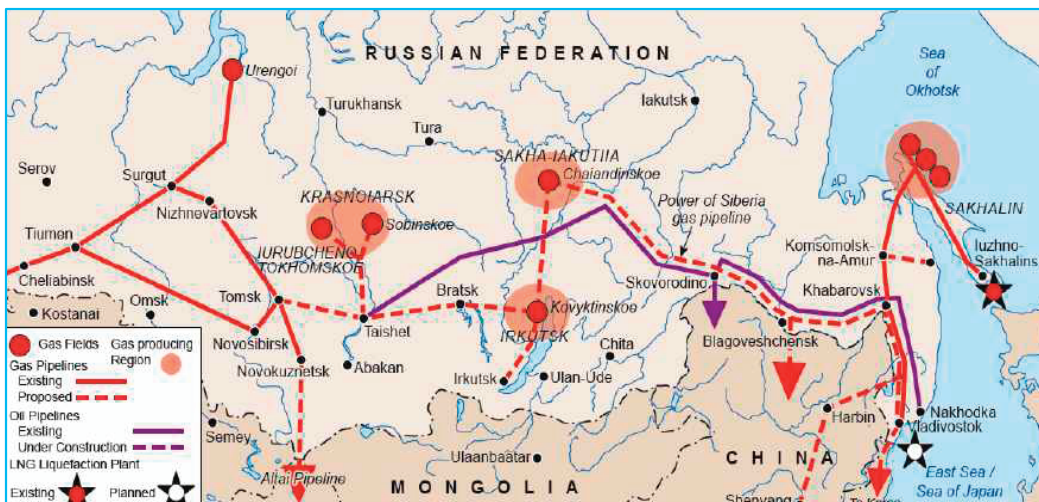 RUSSIAN FEDERATION
Sea
of
Okhotsk
Urengoi
Turukhansk
Iakutsk
Tura
SAKHA-IAKUTIIA
Chaiandinskoe
Serov
Surgut
KRASNOIARSK
Power of Siberia
gas pipeline
Nizhnevartovsk
Sobinskoe
SAKHALIN
Tiumen
IURUBCHENO
TOKHOMSKOE
Komsomolsk-
na-Amur
Iuzhno-
Sakhalins
Cheliabinsk
Skovorodino
Omsk
Tomsk
Bratsk
Kovyktinskoe
Khabarovsk
Kostanai
Taishet
IRKUTSK
Blagoveshchensk
Novosibirsk
Chita
Gas Fields
Gas producing
Region
Novokuznetsk
Abakan
Irkutsk
Ulan-Ude
Gas Pipelines
Existing
Proposed
Harbin
Nakhodka
Vladivostok
Oil Pipelines
Existing
Under Construction
Semey
Ulaanbaatar
CHINA
LNG Liquefaction Plant
Altai Pipeline
East Sea /
Sea of Japan
Existing
Planned
MONGOLIA
Shenyang
To Korea